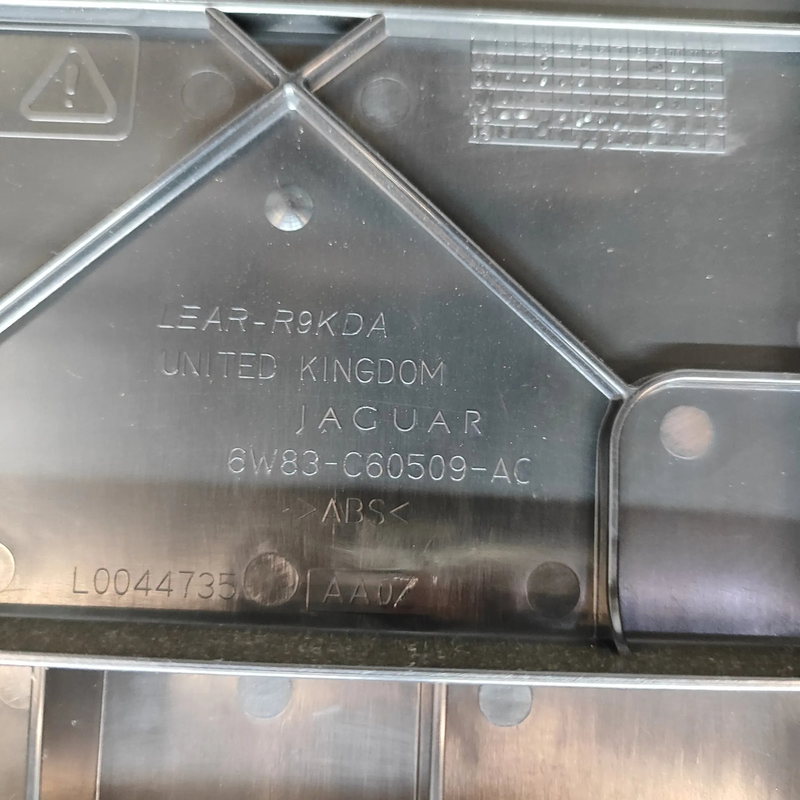 LEAR-R9KDA
UNITED KINGDOM
JAGUAR
6W83-C60509-AC
>ABS<
L0044735 AA07